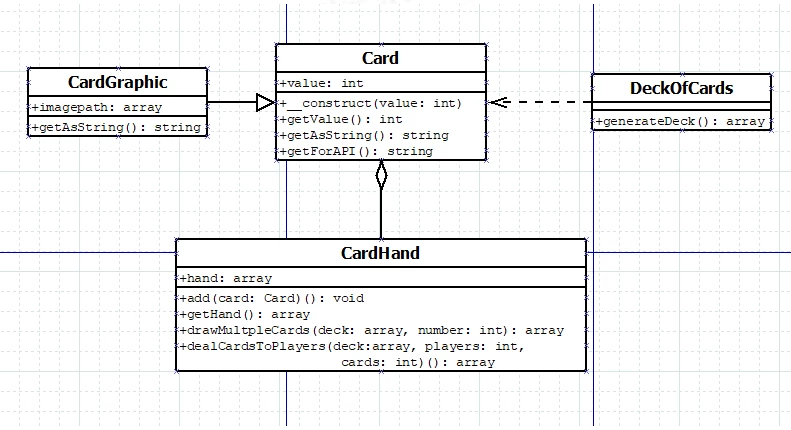 CardGraphic
+imagepath: array
+getAsString(): string
Card
+value: int
+__construct(value: int)
+getValue(): int
+getAsString(): string
+getForAPI(): string
DeckOfCards
+generateDeck(): array
CardHand
+hand: array
+add(card: Card)(): void
+getHand(): array
+drawMultpleCards(deck: array, number: int): array
+dealCardsToPlayers(deck:array, players: int,
cards: int)(): array